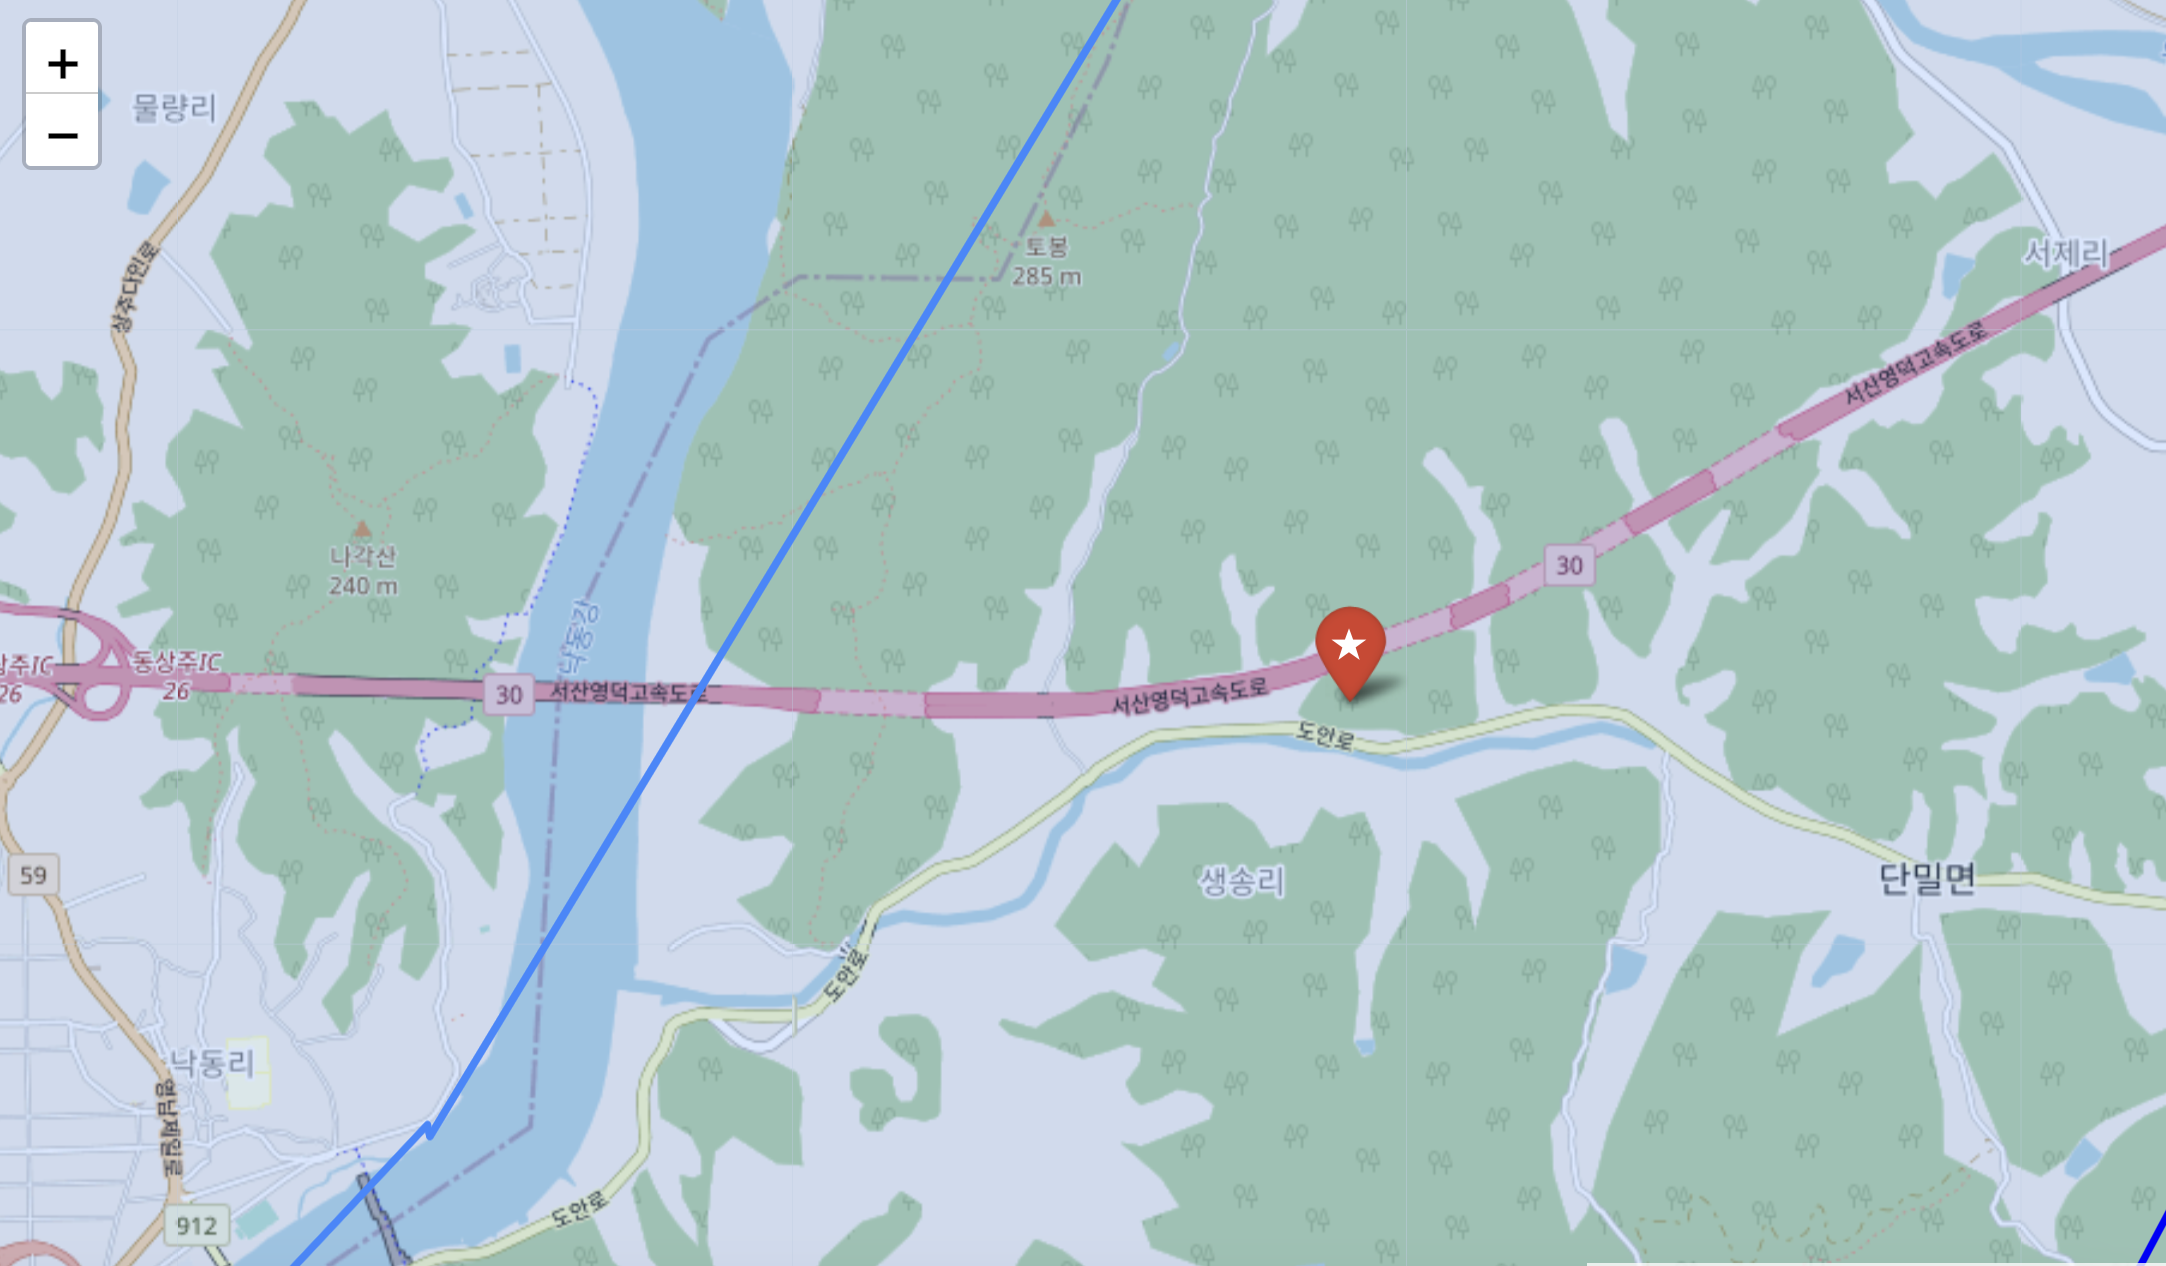 +
−
물량리
상주다인로
토봉
285 m
서제리
서산영덕고속도로
나각산
240 m
30
낙동강
상주IC
26
동상주IC
26
30
서산영덕고속도로
서산영덕고속도로
도안로
59
생송리
단밀면
도안로
낙동리
영남제일로
912
도안로